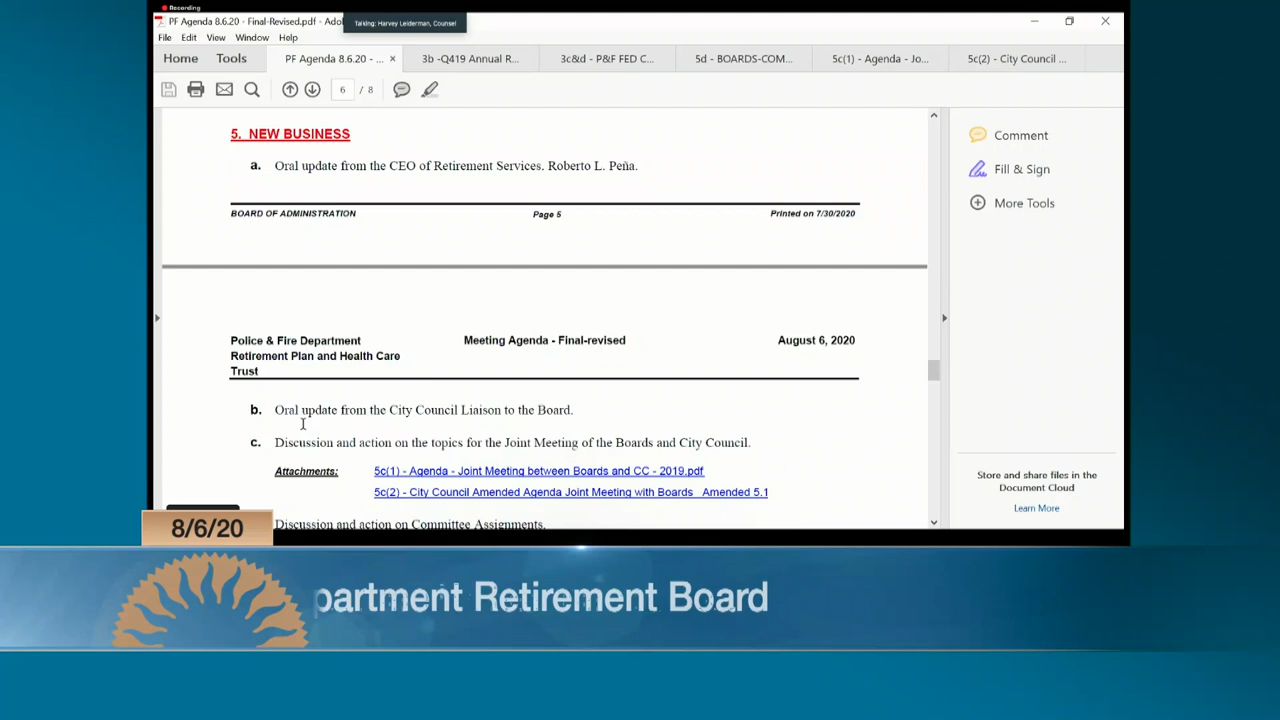 Recording
PF Agenda 8.6.20 - Final-Revised.pdf - Adob
Talking: Harvey Leiderman, Counsel
File Edit View Window Help
Home Tools PF Agenda 8.6.20 - ... × 3b -Q419 Annual R... 3c&d - P&F FED C... 5d - BOARDS-COM... 5c(1) - Agenda - Jo... 5c(2) - City Council ...
6 / 8
5. NEW BUSINESS
a. Oral update from the CEO of Retirement Services. Roberto L. Peña.
BOARD OF ADMINISTRATION Page 5 Printed on 7/30/2020
Police & Fire Department Meeting Agenda - Final-revised August 6, 2020
Retirement Plan and Health Care
Trust
b. Oral update from the City Council Liaison to the Board.
c. Discussion and action on the topics for the Joint Meeting of the Boards and City Council.
Attachments: 5c(1) - Agenda - Joint Meeting between Boards and CC - 2019.pdf
5c(2) - City Council Amended Agenda Joint Meeting with Boards Amended 5.1
Discussion and action on Committee Assignments.
Comment
Fill & Sign
More Tools
Store and share files in the
Document Cloud
Learn More
8/6/20
partment Retirement Board